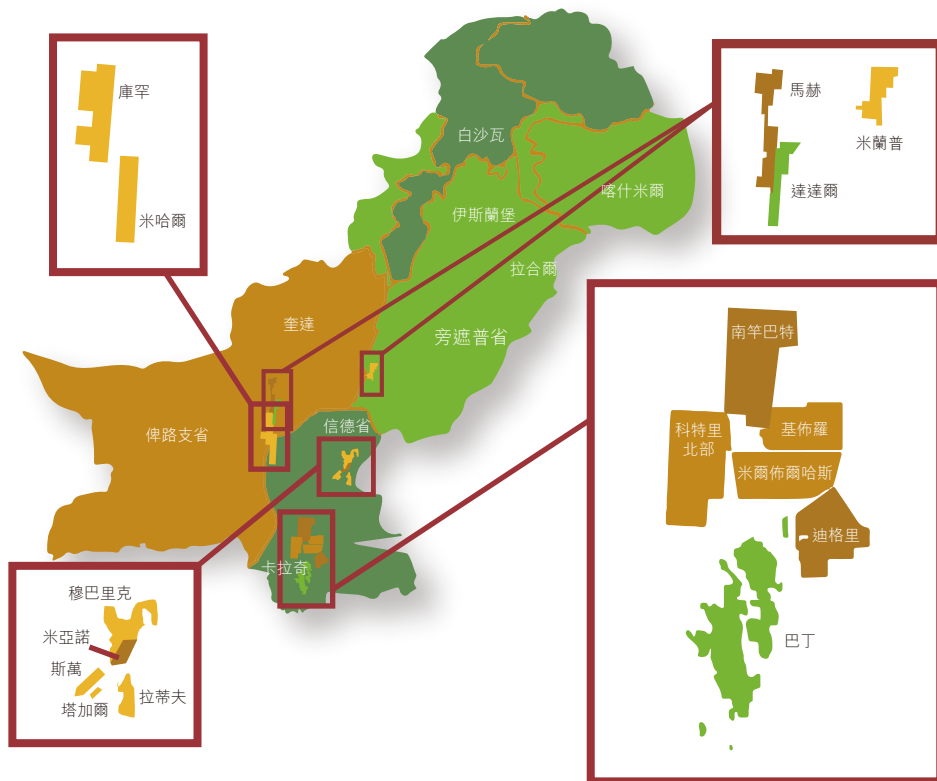 庫罕
米哈爾
白沙瓦
喀什米爾
伊斯蘭堡
拉合爾
旁遮普省
奎達
俾路支省
信德省
卡拉奇
馬赫
米蘭普
達達爾
南竿巴特
科特里
北部
基佈羅
米爾佈爾哈斯
迪格里
巴丁
穆巴里克
米亞諾
斯萬
塔加爾
拉蒂夫